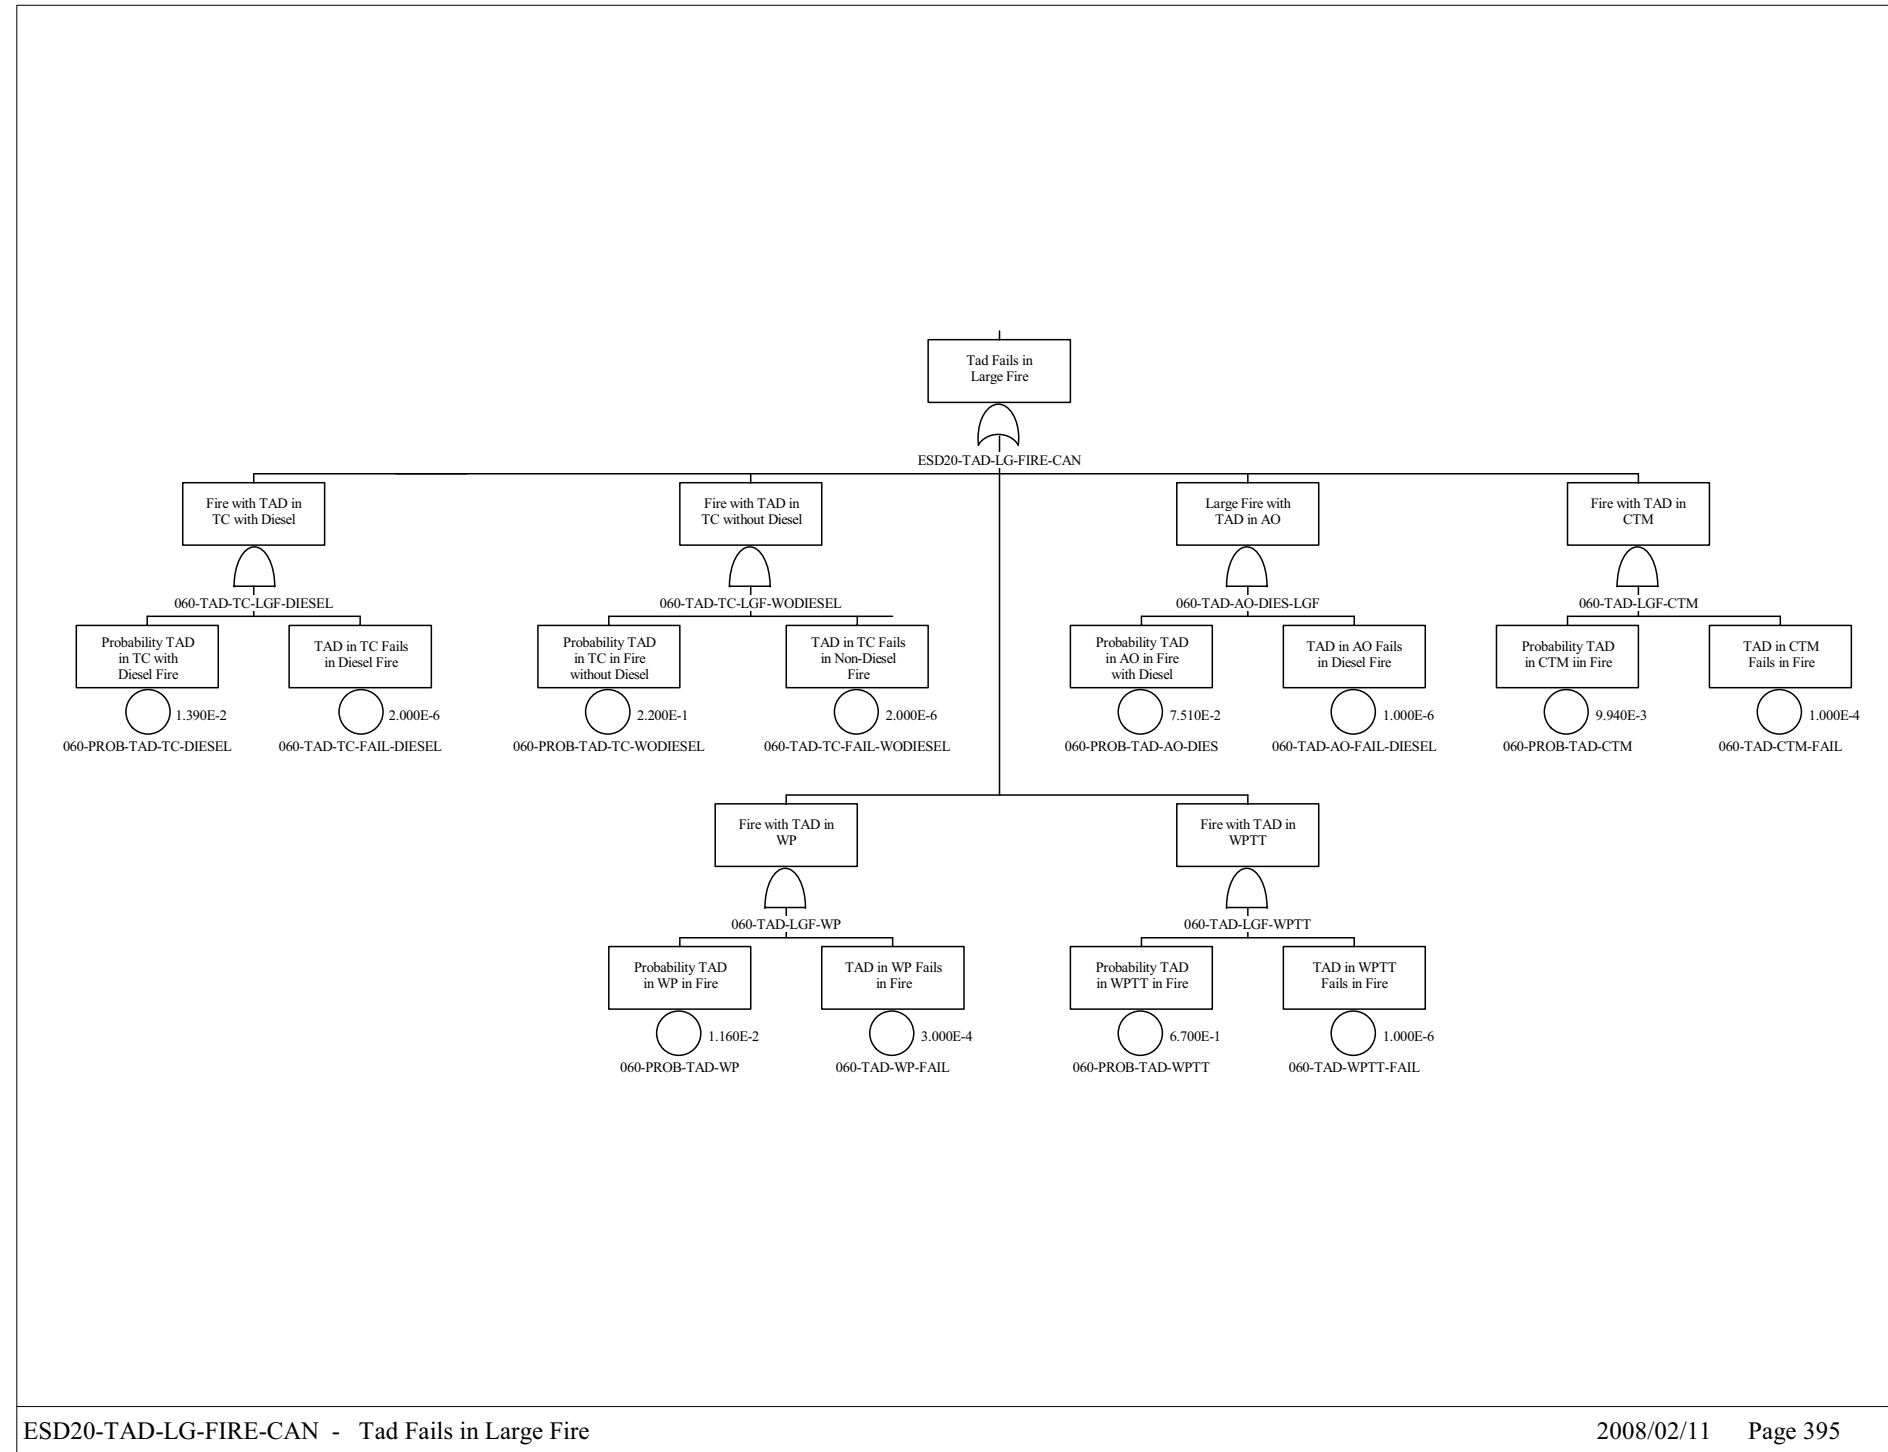 Tad Fails in
Large Fire
ESD20-TAD-LG-FIRE-CAN
Fire with TAD in
TC with Diesel
060-TAD-TC-LGF-DIESEL
Fire with TAD in
TC without Diesel
060-TAD-TC-LGF-WODIESEL
Large Fire with
TAD in AO
060-TAD-AO-DIES-LGF
Fire with TAD in
CTM
060-TAD-LGF-CTM
Probability TAD
in TC with
Diesel Fire
1.390E-2
060-PROB-TAD-TC-DIESEL
TAD in TC Fails
in Diesel Fire
2.000E-6
060-TAD-TC-FAIL-DIESEL
Probability TAD
in TC in Fire
without Diesel
2.200E-1
060-PROB-TAD-TC-WODIESEL
TAD in TC Fails
in Non-Diesel
Fire
2.000E-6
060-TAD-TC-FAIL-WODIESEL
Probability TAD
in AO in Fire
with Diesel
7.510E-2
060-PROB-TAD-AO-DIES
TAD in AO Fails
in Diesel Fire
1.000E-6
060-TAD-AO-FAIL-DIESEL
Probability TAD
in CTM iin Fire
9.940E-3
060-PROB-TAD-CTM
TAD in CTM
Fails in Fire
1.000E-4
060-TAD-CTM-FAIL
Fire with TAD in
WP
060-TAD-LGF-WP
Fire with TAD in
WPTT
060-TAD-LGF-WPTT
Probability TAD
in WP in Fire
1.160E-2
060-PROB-TAD-WP
TAD in WP Fails
in Fire
3.000E-4
060-TAD-WP-FAIL
Probability TAD
in WPTT in Fire
6.700E-1
060-PROB-TAD-WPTT
TAD in WPTT
Fails in Fire
1.000E-6
060-TAD-WPTT-FAIL
ESD20-TAD-LG-FIRE-CAN - Tad Fails in Large Fire
2008/02/11 Page 395